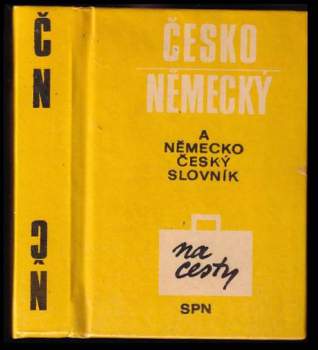 Č
N
N
Č
ČESKO
NĚMECKÝ
A
NĚMECKO
ČESKÝ
SLOVNÍK
na
cesty
SPN